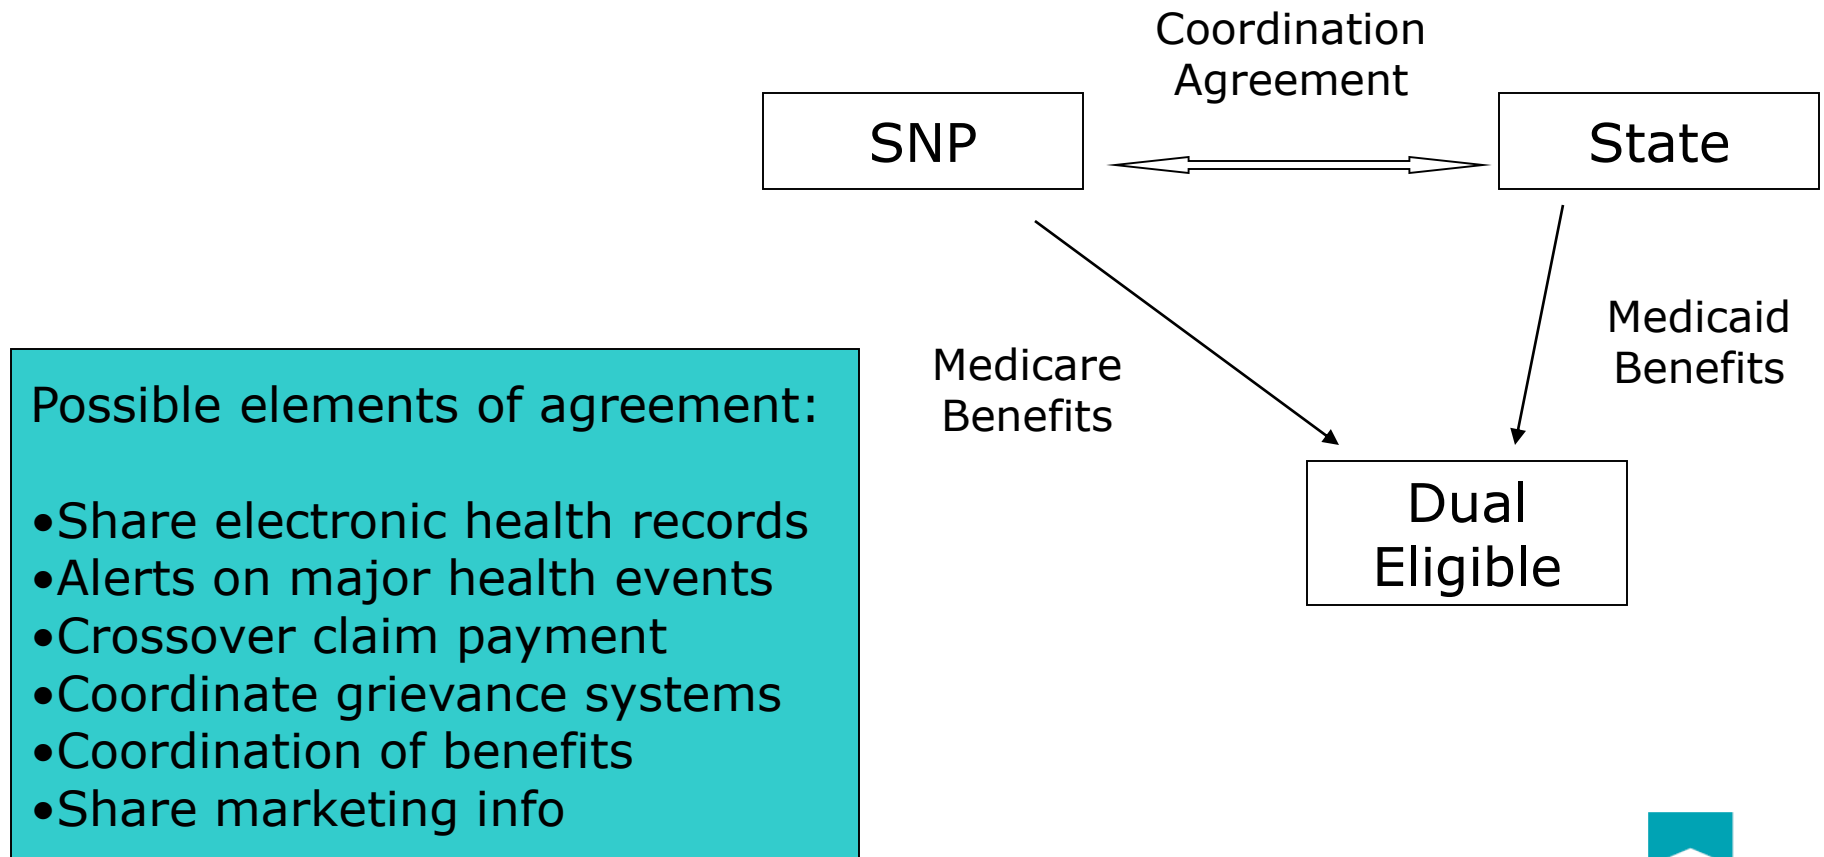 Coordination
Agreement
SNP
State
Medicare
Benefits
Medicaid
Benefits
Dual
Eligible
Possible elements of agreement:
•Share electronic health records
•Alerts on major health events
•Crossover claim payment
•Coordinate grievance systems
•Coordination of benefits
•Share marketing info